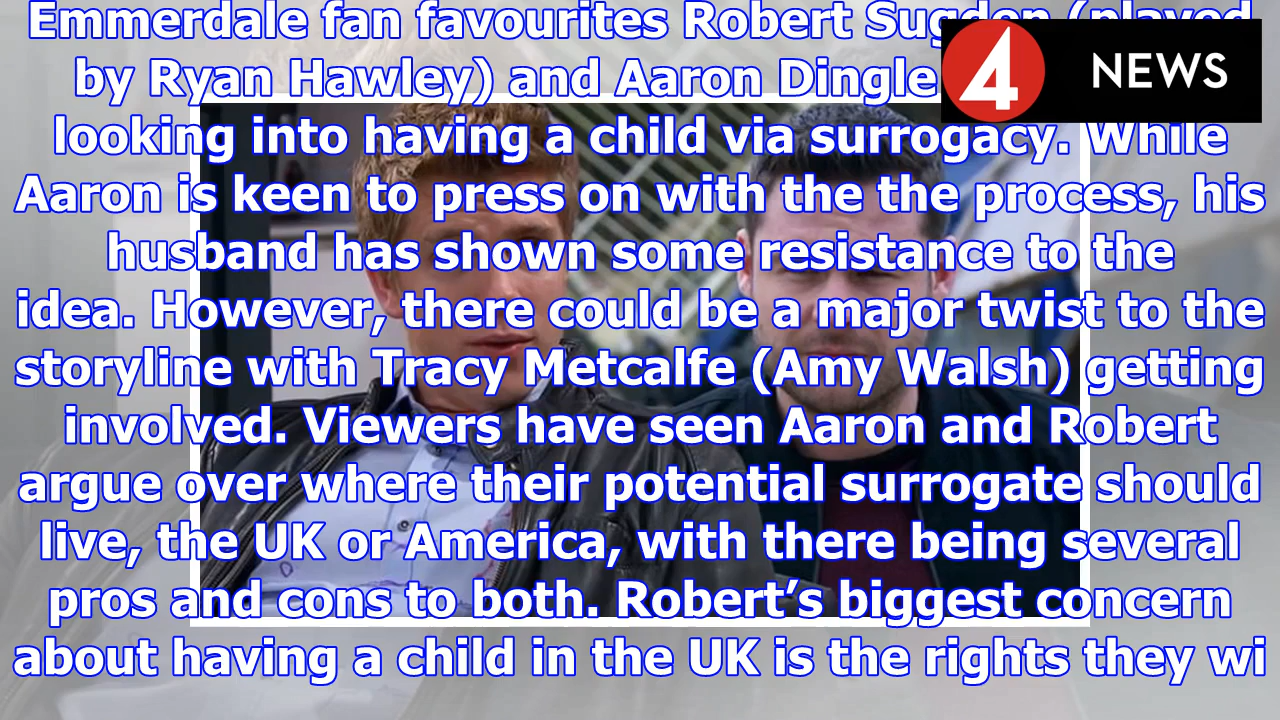 Emmerdale fan favourites Robert Sugden (played
by Ryan Hawley) and Aaron Dingle
looking into having a child via surrogacy. While
Aaron is keen to press on with the the process, his
husband has shown some resistance to the
idea. However, there could be a major twist to the
storyline with Tracy Metcalfe (Amy Walsh) getting
involved. Viewers have seen Aaron and Robert
argue over where their potential surrogate should
live, the UK or America, with there being several
pros and cons to both. Robert’s biggest concern
about having a child in the UK is the rights they wi
4 NEWS